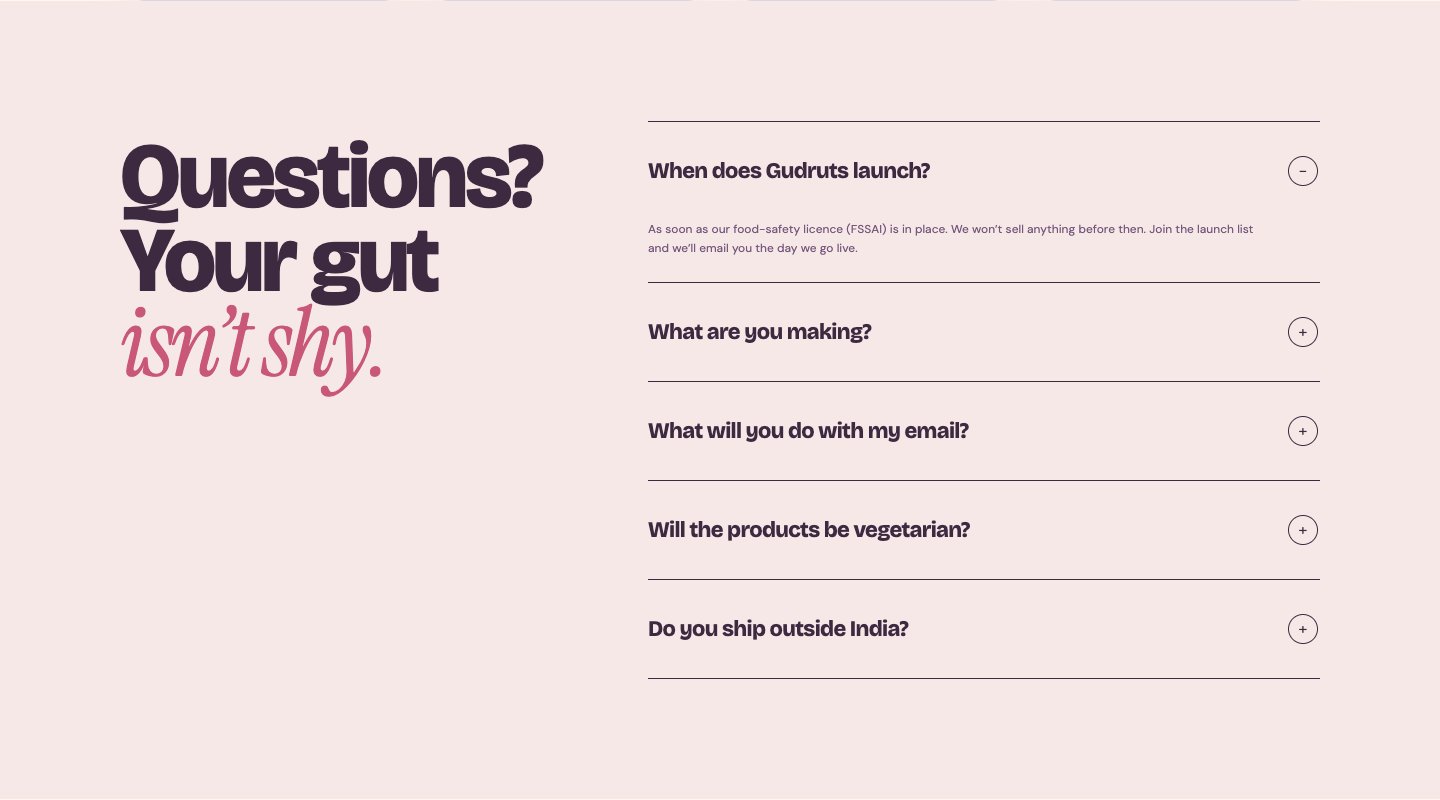 Questions?
Your gut
isn’t shy.
When does Gudruts launch?
−
As soon as our food-safety licence (FSSAI) is in place. We won’t sell anything before then. Join the launch list
and we’ll email you the day we go live.
What are you making?
+
What will you do with my email?
+
Will the products be vegetarian?
+
Do you ship outside India?
+